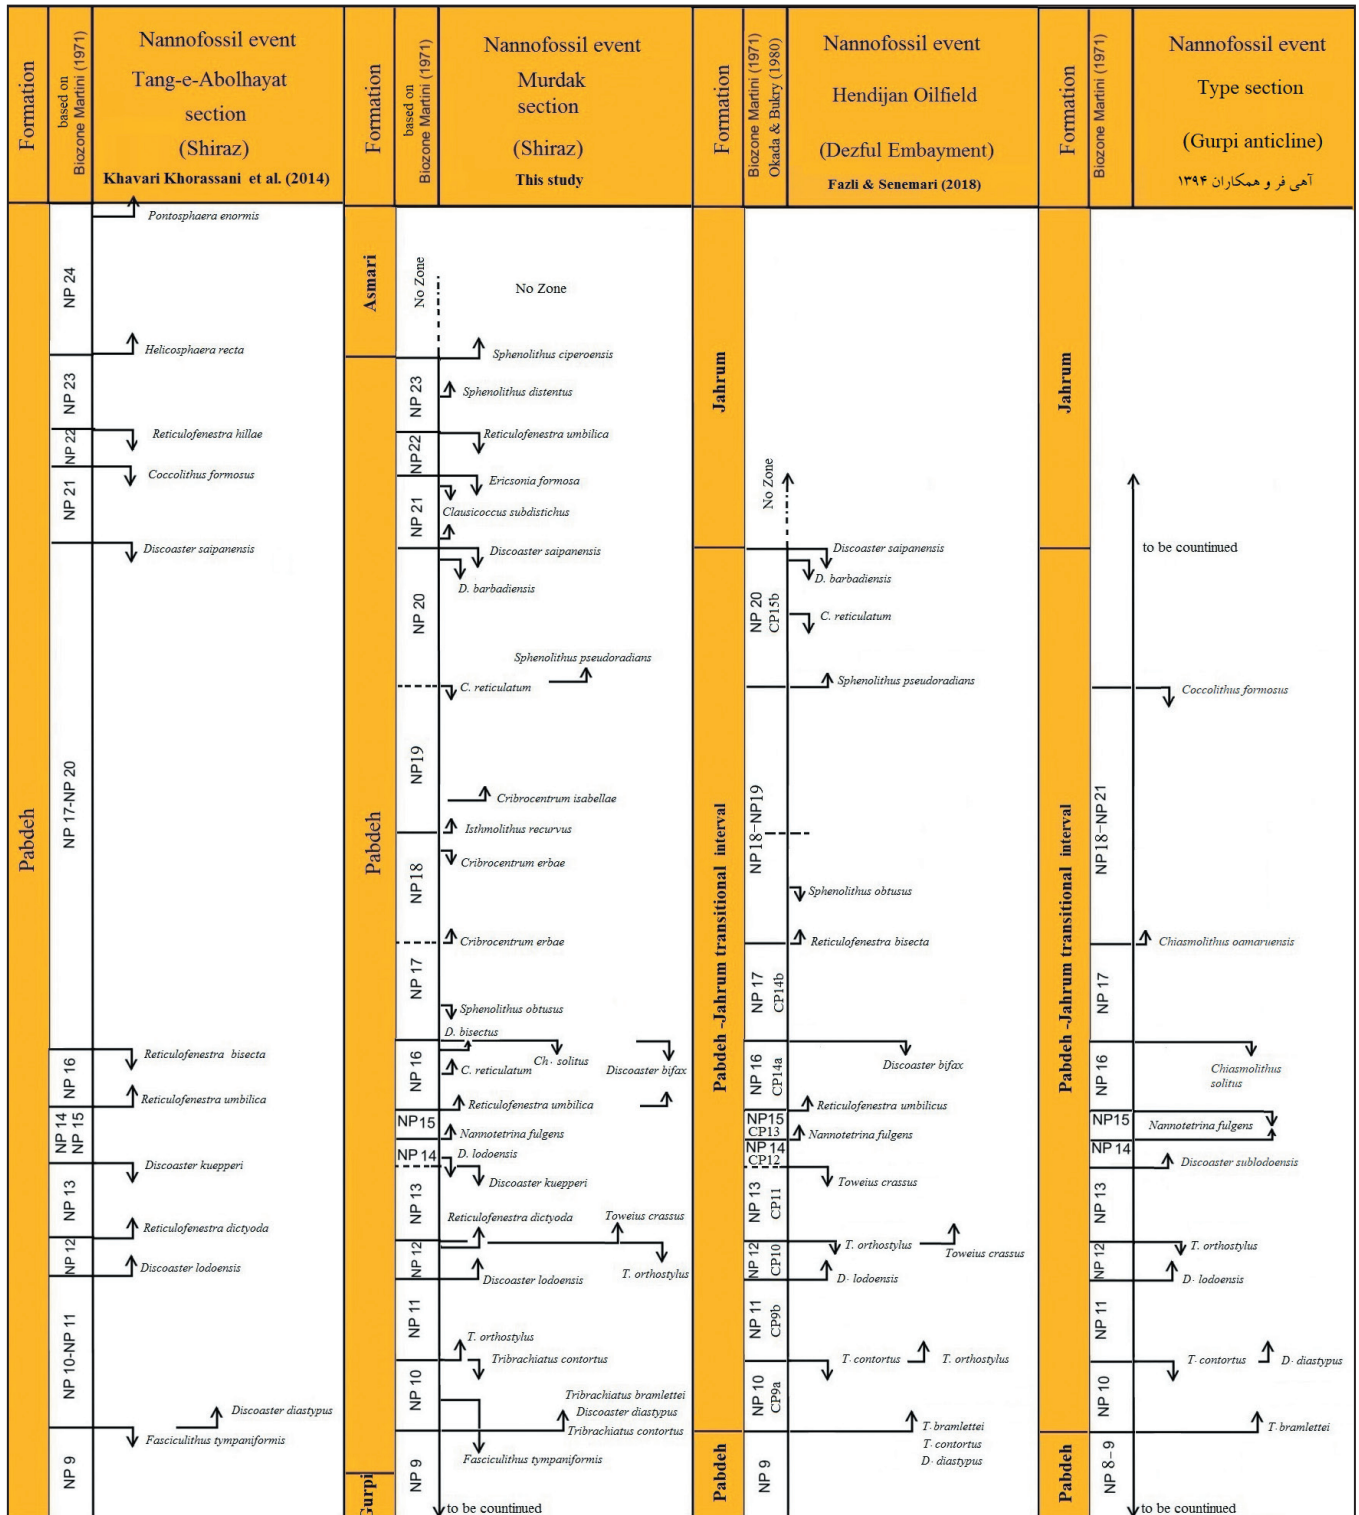 Formation
based on
Biozone Martini (1971)
Nannofossil event
Tang-e-Abolhayat
section
(Shiraz)
Khavari Khorassani et al. (2014)
Pabdeh
NP 24
NP 23
NP 22
NP 21
NP 17-NP 20
NP 16
NP 14
NP 15
NP 13
NP 12
NP 10-NP 11
NP 9
Pontosphaera enormis
Helicosphaera recta
Reticulofenestra hillae
Coccolithus formosus
Discoaster saipanensis
Reticulofenestra bisecta
Reticulofenestra umbilica
Discoaster kuepperi
Reticulofenestra dictyoda
Discoaster lodoensis
Discoaster diastypus
Fasciculithus tympaniformis
Formation
based on
Biozone Martini (1971)
Nannofossil event
Murdak
section
(Shiraz)
This study
Asmari
Pabdeh
Gurpi
No Zone
NP 23
NP22
NP 21
NP 20
NP19
NP18
NP 17
NP 16
NP15
NP 14
NP 13
NP 12
NP 11
NP 10
NP 9
No Zone
Sphenolithus ciperoensis
Sphenolithus distentus
Reticulofenestra umbilica
Ericsonia formosa
Clausicoccus subdistichus
Discoaster saipanensis
D. barbadiensis
Sphenolithus pseudoradians
C. reticulatum
Cribrocentrum isabellae
Isthmolithus recurvus
Cribrocentrum erbae
Cribrocentrum erbae
Sphenolithus obtusus
D. bisectus
Ch· solitus
C. reticulatum
Discoaster bifax
Reticulofenestra umbilica
Nannotetrina fulgens
D. lodoensis
Discoaster kuepperi
Reticulofenestra dictyoda
Toweius crassus
T. orthostylus
Discoaster lodoensis
T. orthostylus
Tribrachiatus contortus
Tribrachiatus bramlettei
Discoaster diastypus
Tribrachiatus contortus
Fasciculithus tympaniformis
to be countinued
Formation
Biozone Martini (1971)
Okada & Bukry (1980)
Nannofossil event
Hendijan Oilfield
(Dezful Embayment)
Fazli & Senemari (2018)
Jahrum
Pabdeh -Jahrum transitional interval
Pabdeh
No Zone
NP 20
CP15b
NP18–NP19
NP 17
CP14b
NP 16
CP14a
NP15
CP13
NP 14
CP12
NP 13
CP11
NP 12
CP10
NP 11
CP9b
NP 10
CP9a
NP 9
Discoaster saipanensis
D. barbadiensis
C. reticulatum
Sphenolithus pseudoradians
Sphenolithus obtusus
Reticulofenestra bisecta
Discoaster bifax
Reticulofenestra umbilicus
Nannotetrina fulgens
Toweius crassus
T. orthostylus
Toweius crassus
D· lodoensis
T· contortus
T. orthostylus
T.bramlettei
T· contortus
D· diastypus
Formation
Biozone Martini (1971)
Nannofossil event
Type section
(Gurpi anticline)
آهی فر و همکاران ۱۳۹۴
Jahrum
Pabdeh -Jahrum transitional interval
Pabdeh
NP18–NP 21
NP 17
NP 16
NP15
NP 14
NP 13
NP 12
NP 11
NP 10
NP 8–9
to be countinued
Coccolithus formosus
Chiasmolithus oamaruensis
Chiasmolithus
solitus
Nannotetrina fulgens
Discoaster sublodoensis
T. orthostylus
D· lodoensis
T· contortus
D· diastypus
T·bramlettei
to be countinued